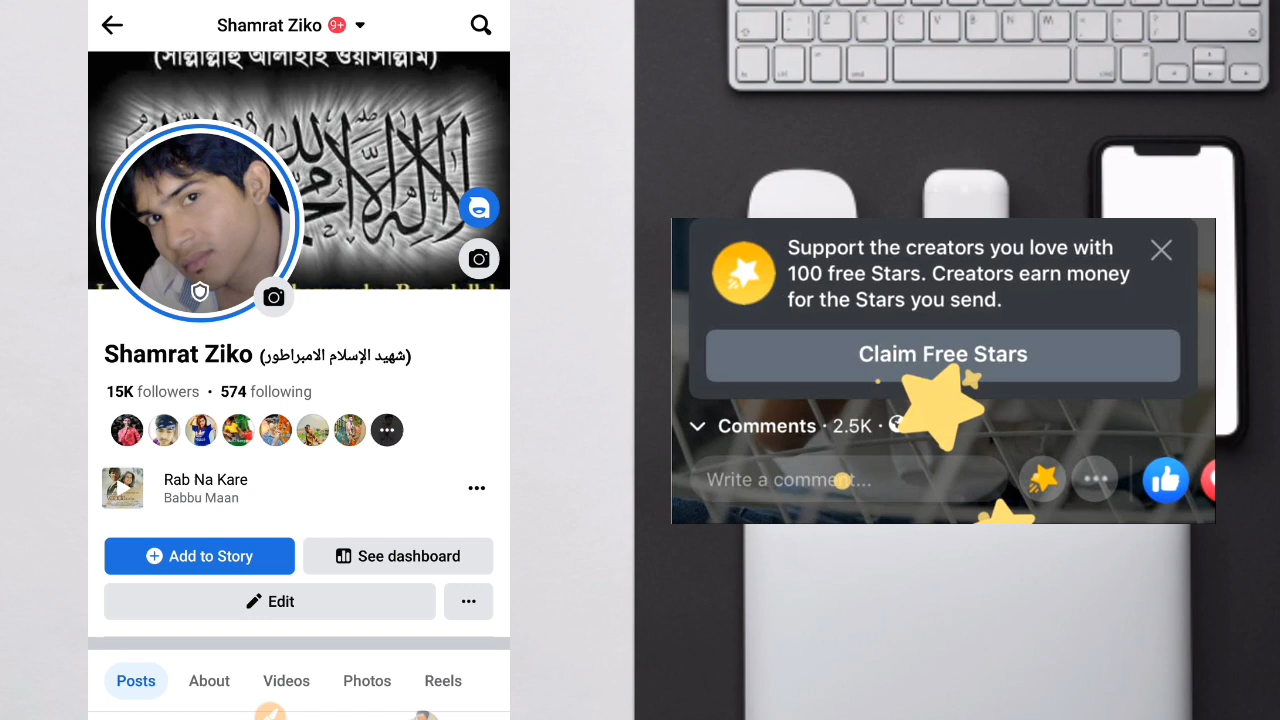 Shamrat Ziko 9+
(সাল্লাল্লাহু আলাইহি ওয়াসাল্লাম)
Shamrat Ziko (شهيد الإسلام الامبراطور)
15K followers · 574 following
Rab Na Kare
Babbu Maan
Add to Story
See dashboard
Edit
Posts
About
Videos
Photos
Reels
Support the creators you love with
100 free Stars. Creators earn money
for the Stars you send.
Claim Free Stars
Comments · 2.5K ·
Write a comment...